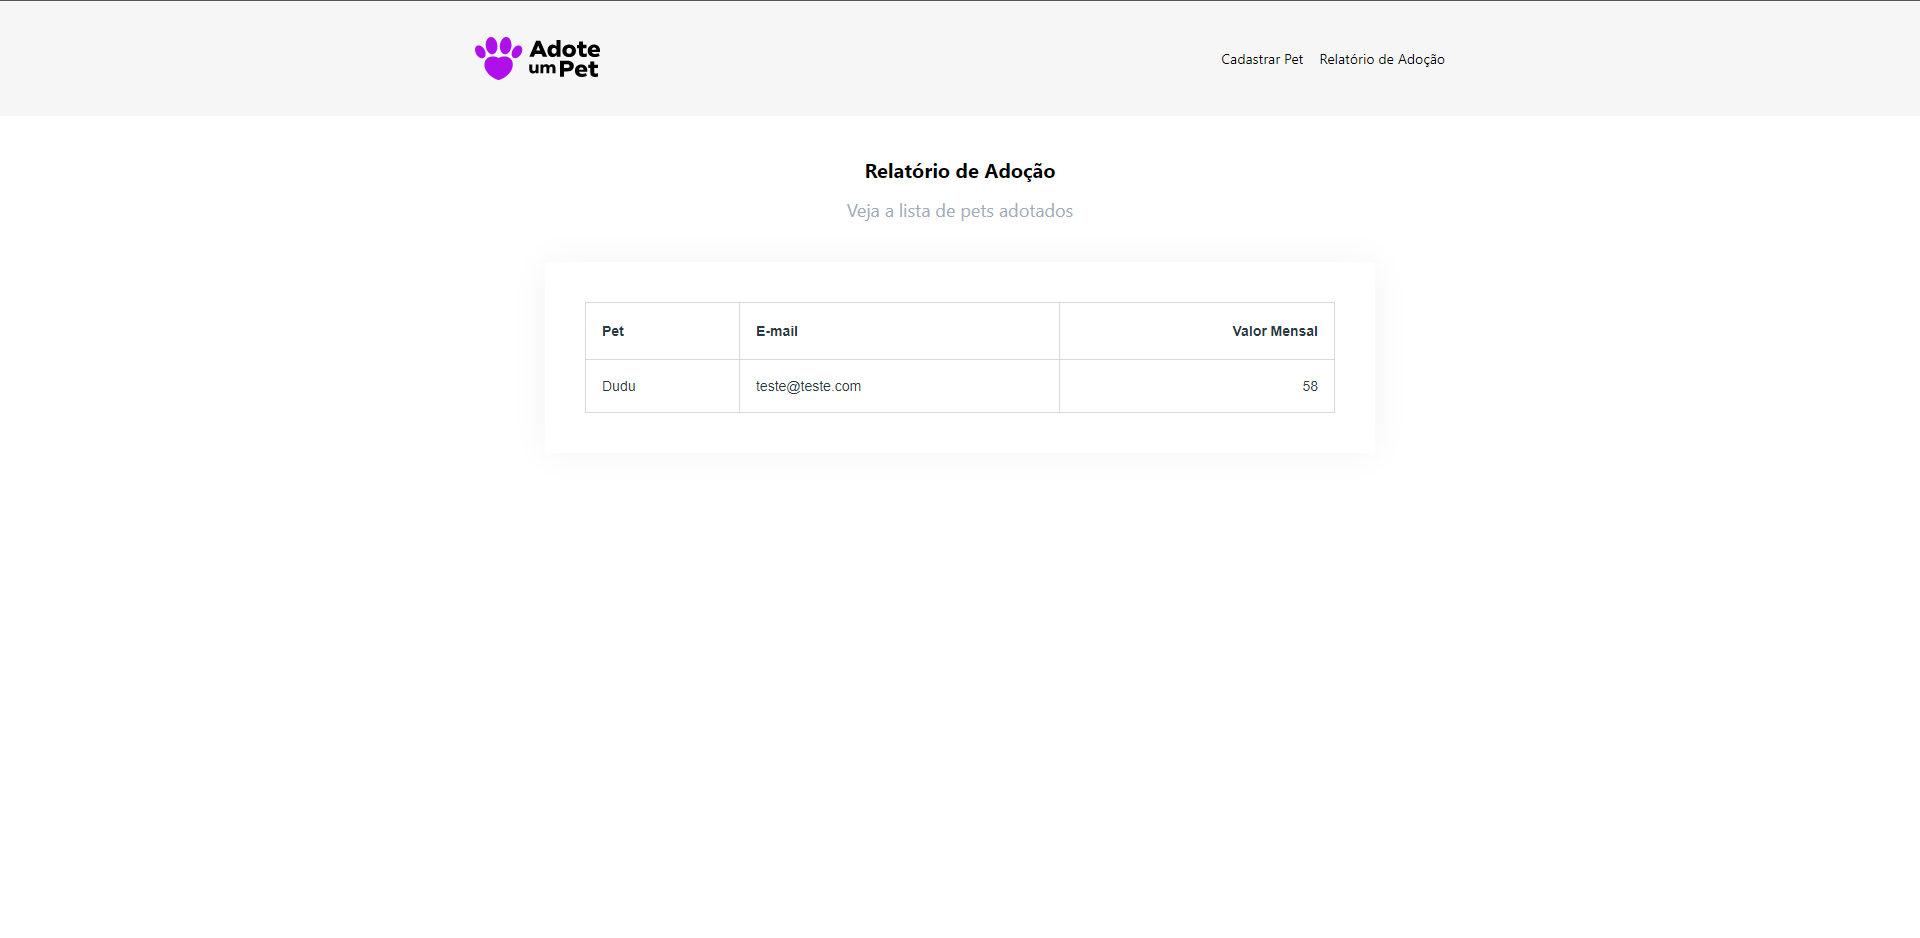 Adote
um Pet
Cadastrar Pet Relatório de Adoção
Relatório de Adoção
Veja a lista de pets adotados
Pet E-mail Valor Mensal
Dudu teste@teste.com 58